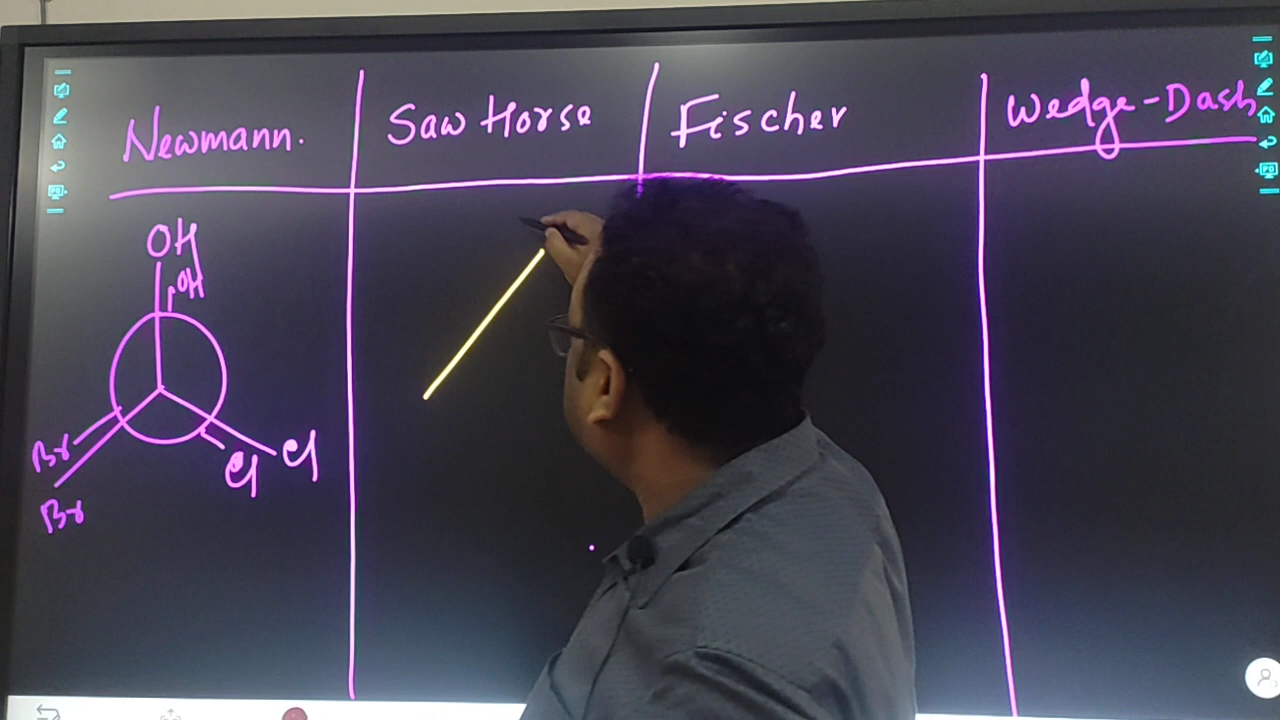 Newmann.
Saw Horse
Fischer
Wedge-Dash
OH
OH
Br
Cl
Cl
Br